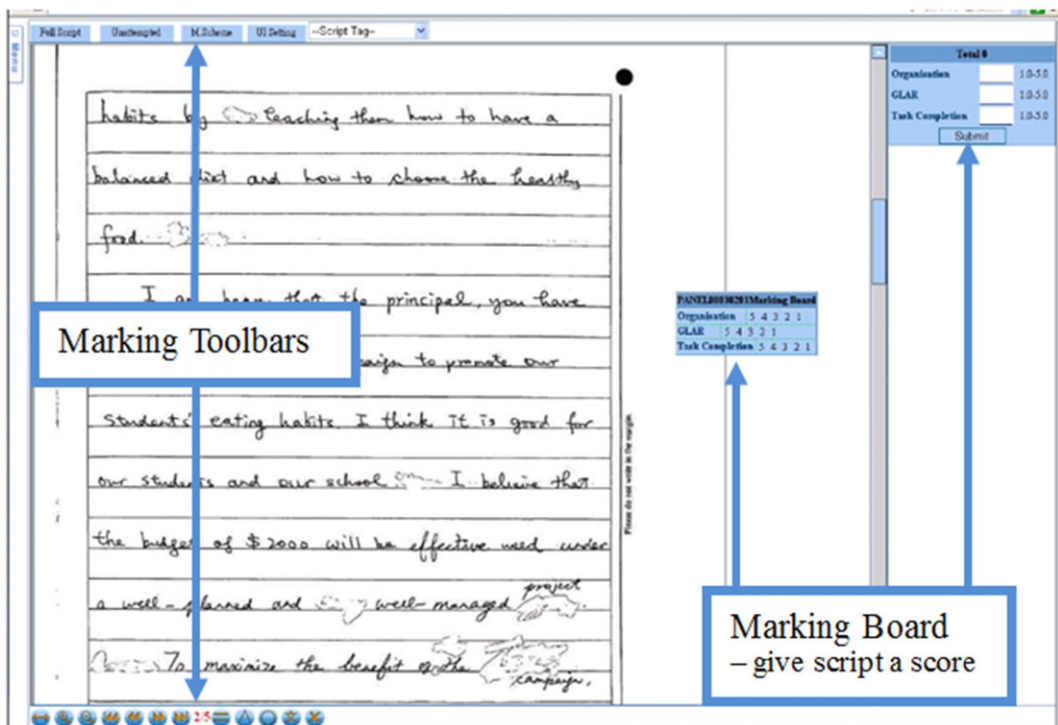 Full Script Unattempted M.Scheme UI Setting --Script Tag--
Total 0
Organisation 1.0-5.0
GLAR 1.0-5.0
Task Completion 1.0-5.0
Submit
habits by teaching them how to have a
balanced diet and how to choose the healthy
food.
I am that the principal, you have
to promote our
students' eating habits. I think it is good for
our students and our school I believe that
the budget of $2000 will be effective used under
a well-planned and well-managed project
To maximize the benefit of the
campaign.
Please do not write in the margin.
PANEL00030201Marking Board
Organisation 5 4 3 2 1
GLAR 5 4 3 2 1
Task Completion 5 4 3 2 1
Marking Toolbars
Marking Board
– give script a score
2/5